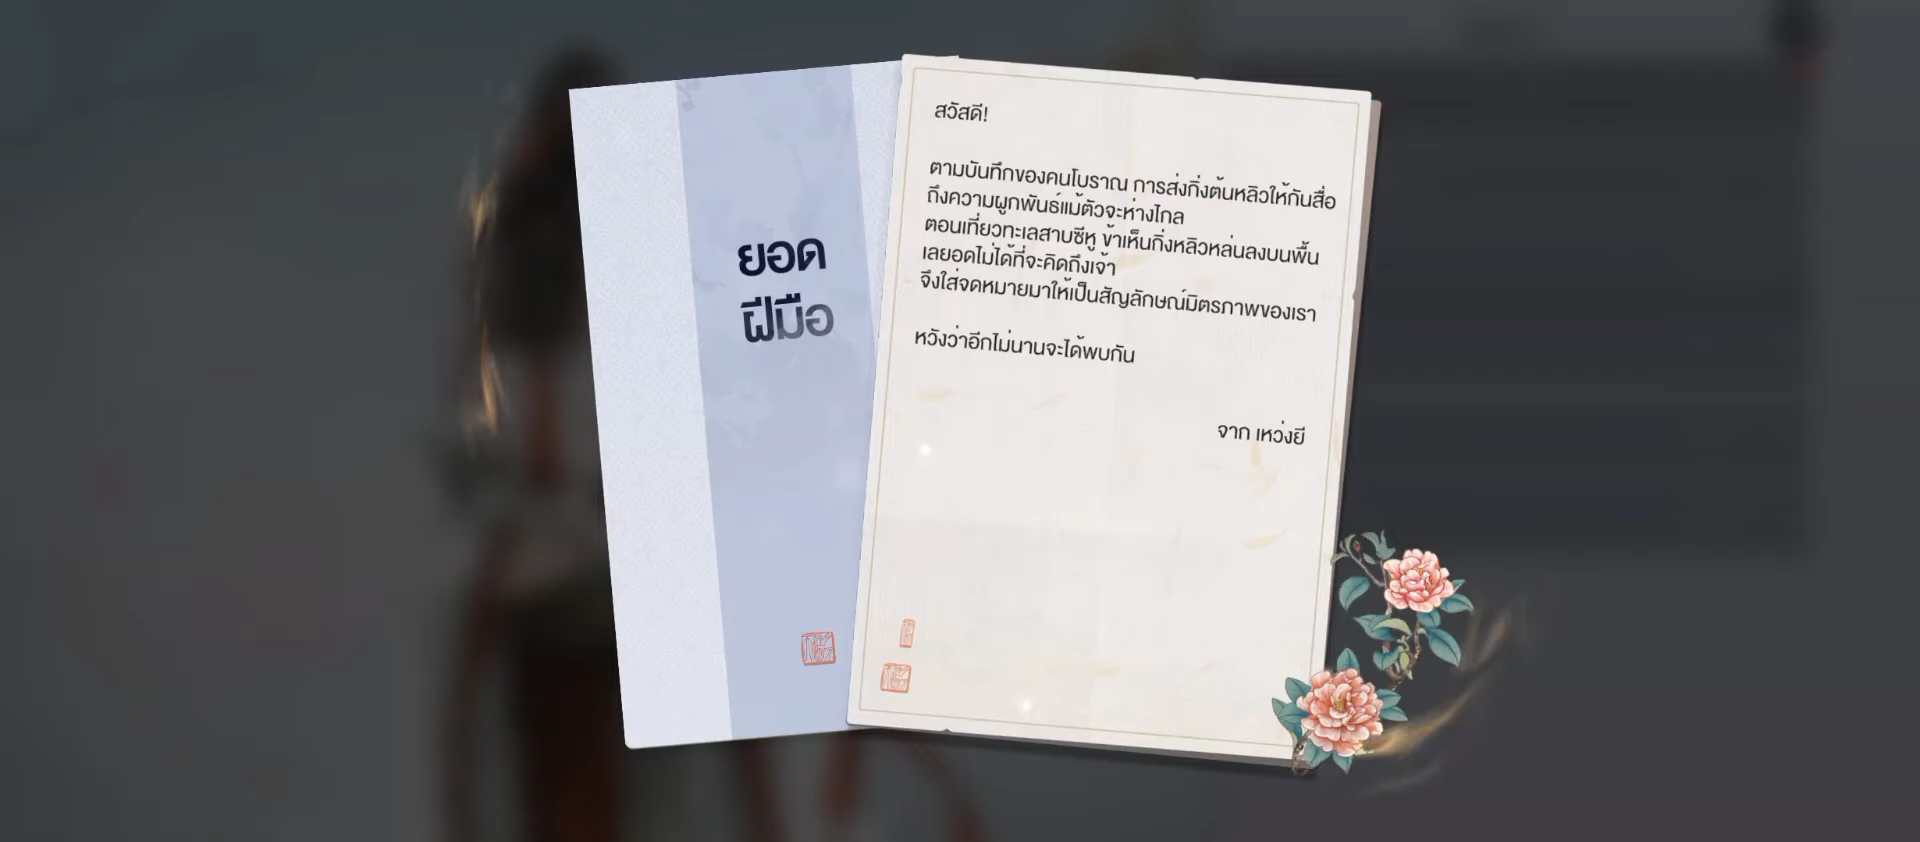 ยอด
ฝีมือ
สวัสดี!
ตามบันทึกของคนโบราณ การส่งกิ่งต้นหลิวให้กันสื่อ
ถึงความผูกพันธ์แม้ตัวจะห่างไกล
ตอนเที่ยวทะเลสาบซีหู ข้าเห็นกิ่งหลิวหล่นลงบนพื้น
เลยอดไม่ได้ที่จะคิดถึงเจ้า
จึงใส่จดหมายมาให้เป็นสัญลักษณ์มิตรภาพของเรา
หวังว่าอีกไม่นานจะได้พบกัน
จาก เหว่งยี